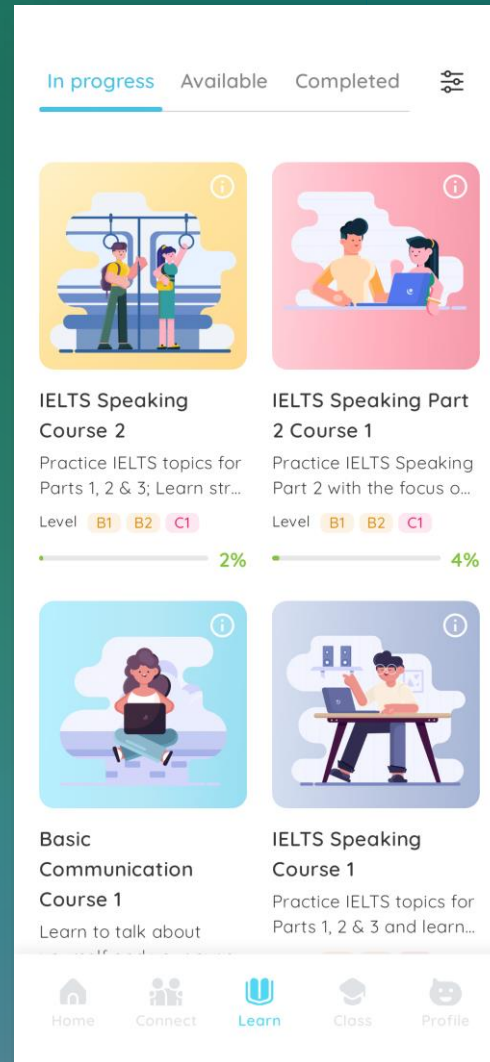 In progress Available Completed
IELTS Speaking
Course 2
Practice IELTS topics for
Parts 1, 2 & 3; Learn str...
Level B1 B2 C1
2%
IELTS Speaking Part
2 Course 1
Practice IELTS Speaking
Part 2 with the focus o...
Level B1 B2 C1
4%
Basic
Communication
Course 1
Learn to talk about
IELTS Speaking
Course 1
Practice IELTS topics for
Parts 1, 2 & 3 and learn...
Home Connect Learn Class Profile